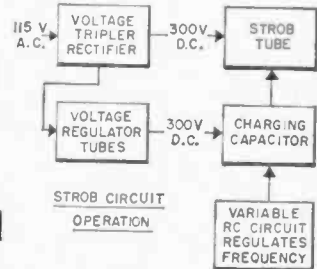 115 V
A.C.
VOLTAGE
TRIPLER
RECTIFIER
300V
D.C.
STROB
TUBE
VOLTAGE
REGULATOR
TUBES
300V
D.C.
CHARGING
CAPACITOR
STROB CIRCUIT
OPERATION
VARIABLE
RC CIRCUIT
REGULATES
FREQUENCY